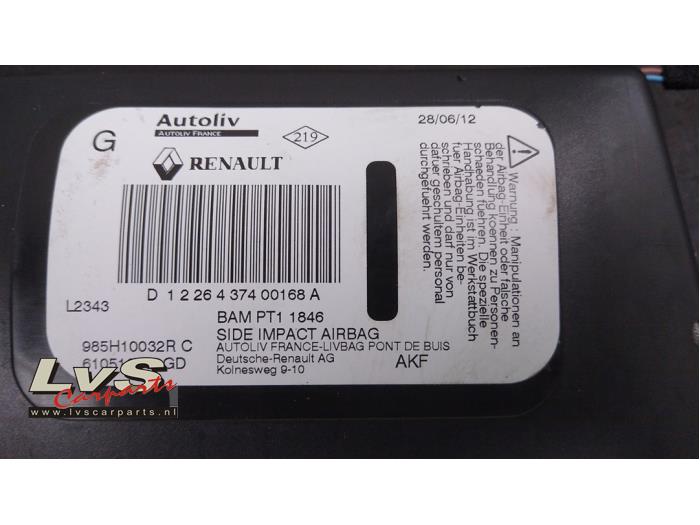 G
Autoliv
AUTOLIV FRANCE
219
28/06/12
RENAULT
D 1 2 26 4 374 00168 A
L2343
BAM PT1 1846
985H10032R C
SIDE IMPACT AIRBAG
AUTOLIV FRANCE-LIVBAG PONT DE BUIS
GD
Deutsche-Renault AG
AKF
Kolnesweg 9-10
Warnung : Manipulationen an
der Airbag-Einheit oder falsche
Behandlung koennen zu Personen-
schaeden fuehren. Die spezielle
Handhabung ist im Werkstattbuch
fuer Airbag-Einheiten be-
schrieben und darf nur von
dafuer geschultem personal
durchgefuehrt werden.
LvS
Carparts
www.lvscarparts.nl